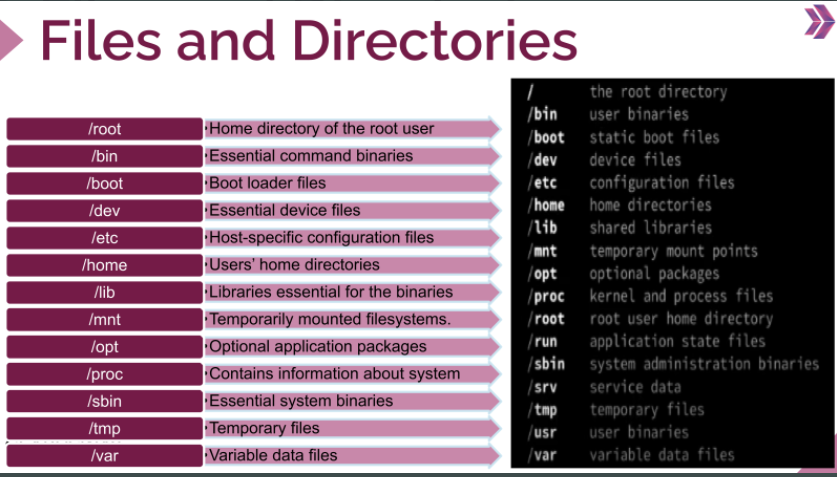 Files and Directories
/root ·Home directory of the root user
/bin ·Essential command binaries
/boot ·Boot loader files
/dev ·Essential device files
/etc ·Host-specific configuration files
/home ·Users’ home directories
/lib ·Libraries essential for the binaries
/mnt ·Temporarily mounted filesystems.
/opt ·Optional application packages
/proc ·Contains information about system
/sbin ·Essential system binaries
/tmp ·Temporary files
/var ·Variable data files
/ the root directory
/bin user binaries
/boot static boot files
/dev device files
/etc configuration files
/home home directories
/lib shared libraries
/mnt temporary mount points
/opt optional packages
/proc kernel and process files
/root root user home directory
/run application state files
/sbin system administration binaries
/srv service data
/tmp temporary files
/usr user binaries
/var variable data files